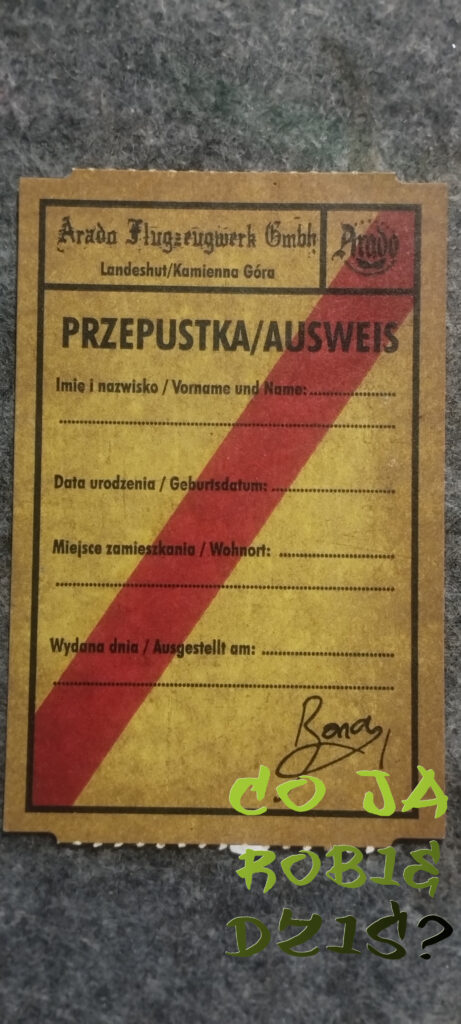 Arado Flugzeugwerk Gmbh
Landeshut/Kamienna Góra
Arado
PRZEPUSTKA/AUSWEIS
Imię i nazwisko / Vorname und Name:
Data urodzenia / Geburtsdatum:
Miejsce zamieszkania / Wohnort:
Wydana dnia / Ausgestellt am:
CO JA
ROBIĘ
DZIŚ?